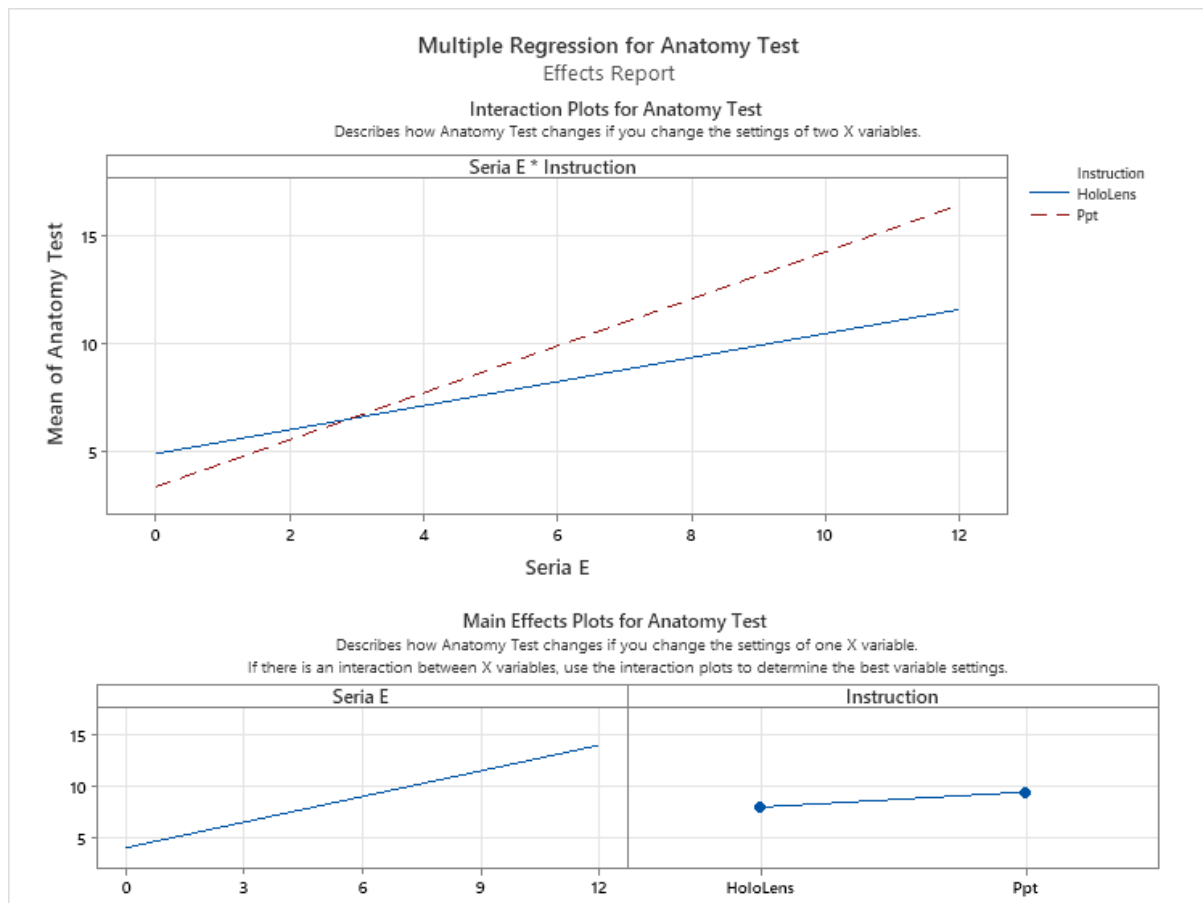 Multiple Regression for Anatomy Test
Effects Report
Interaction Plots for Anatomy Test
Describes how Anatomy Test changes if you change the settings of two X variables.
Seria E * Instruction
Instruction
HoloLens
Ppt
Mean of Anatomy Test
15
10
5
0 2 4 6 8 10 12
Seria E
Main Effects Plots for Anatomy Test
Describes how Anatomy Test changes if you change the settings of one X variable.
If there is an interaction between X variables, use the interaction plots to determine the best variable settings.
Seria E Instruction
15
10
5
0 3 6 9 12 HoloLens Ppt